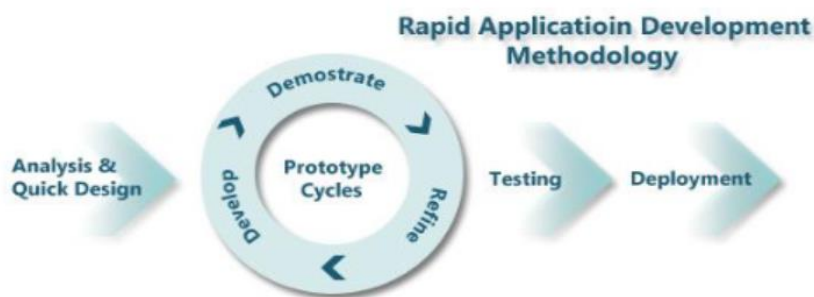 Rapid Applicatioin Development
Methodology
Analysis &
Quick Design
Demostrate
Develop
Refine
Prototype
Cycles
Testing
Deployment